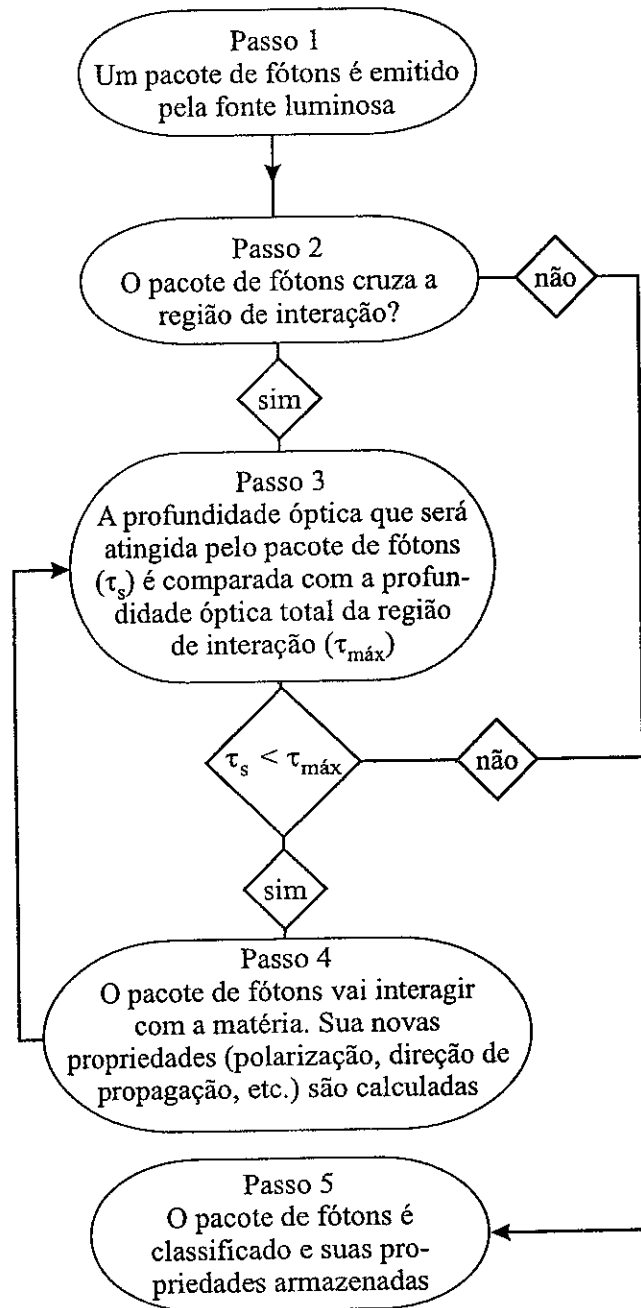 Passo 1
Um pacote de fótons é emitido
pela fonte luminosa
Passo 2
O pacote de fótons cruza a
região de interação?
não
sim
Passo 3
A profundidade óptica que será
atingida pelo pacote de fótons
(τs) é comparada com a profun-
didade óptica total da região
de interação (τmáx)
τs < τmáx
não
sim
Passo 4
O pacote de fótons vai interagir
com a matéria. Sua novas
propriedades (polarização, direção de
propagação, etc.) são calculadas
Passo 5
O pacote de fótons é
classificado e suas pro-
priedades armazenadas